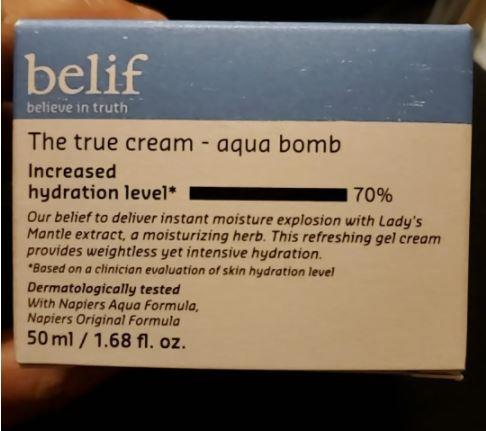 belif
believe in truth
The true cream - aqua bomb
Increased
hydration level* 70%
Our belief to deliver instant moisture explosion with Lady's
Mantle extract, a moisturizing herb. This refreshing gel cream
provides weightless yet intensive hydration.
*Based on a clinician evaluation of skin hydration level
Dermatologically tested
With Napiers Aqua Formula,
Napiers Original Formula
50 ml / 1.68 fl. oz.